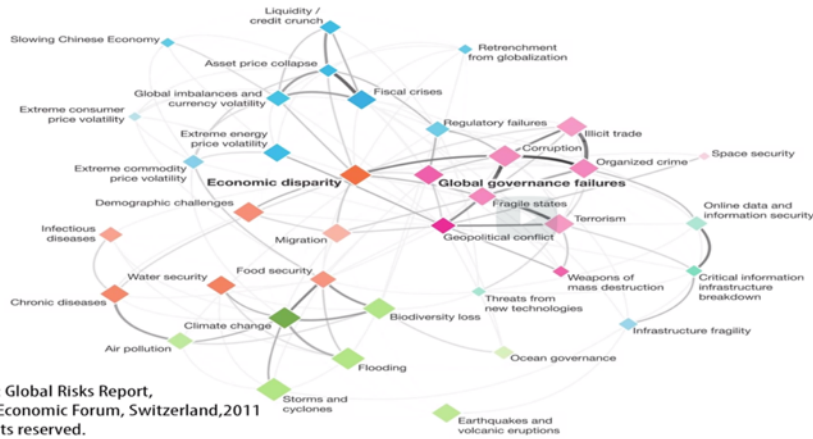 Liquidity /
credit crunch
Slowing Chinese Economy
Retrenchment
from globalization
Asset price collapse
Fiscal crises
Global imbalances and
currency volatility
Extreme consumer
price volatility
Regulatory failures
Illicit trade
Extreme energy
price volatility
Corruption
Space security
Organized crime
Extreme commodity
price volatility
Economic disparity
Global governance failures
Demographic challenges
Fragile states
Online data and
information security
Terrorism
Infectious
diseases
Migration
Geopolitical conflict
Water security
Food security
Weapons of
mass destruction
Critical information
infrastructure
breakdown
Chronic diseases
Threats from
new technologies
Climate change
Biodiversity loss
Infrastructure fragility
Air pollution
Ocean governance
Flooding
: Global Risks Report,
Economic Forum, Switzerland,2011
ts reserved.
Storms and
cyclones
Earthquakes and
volcanic eruptions